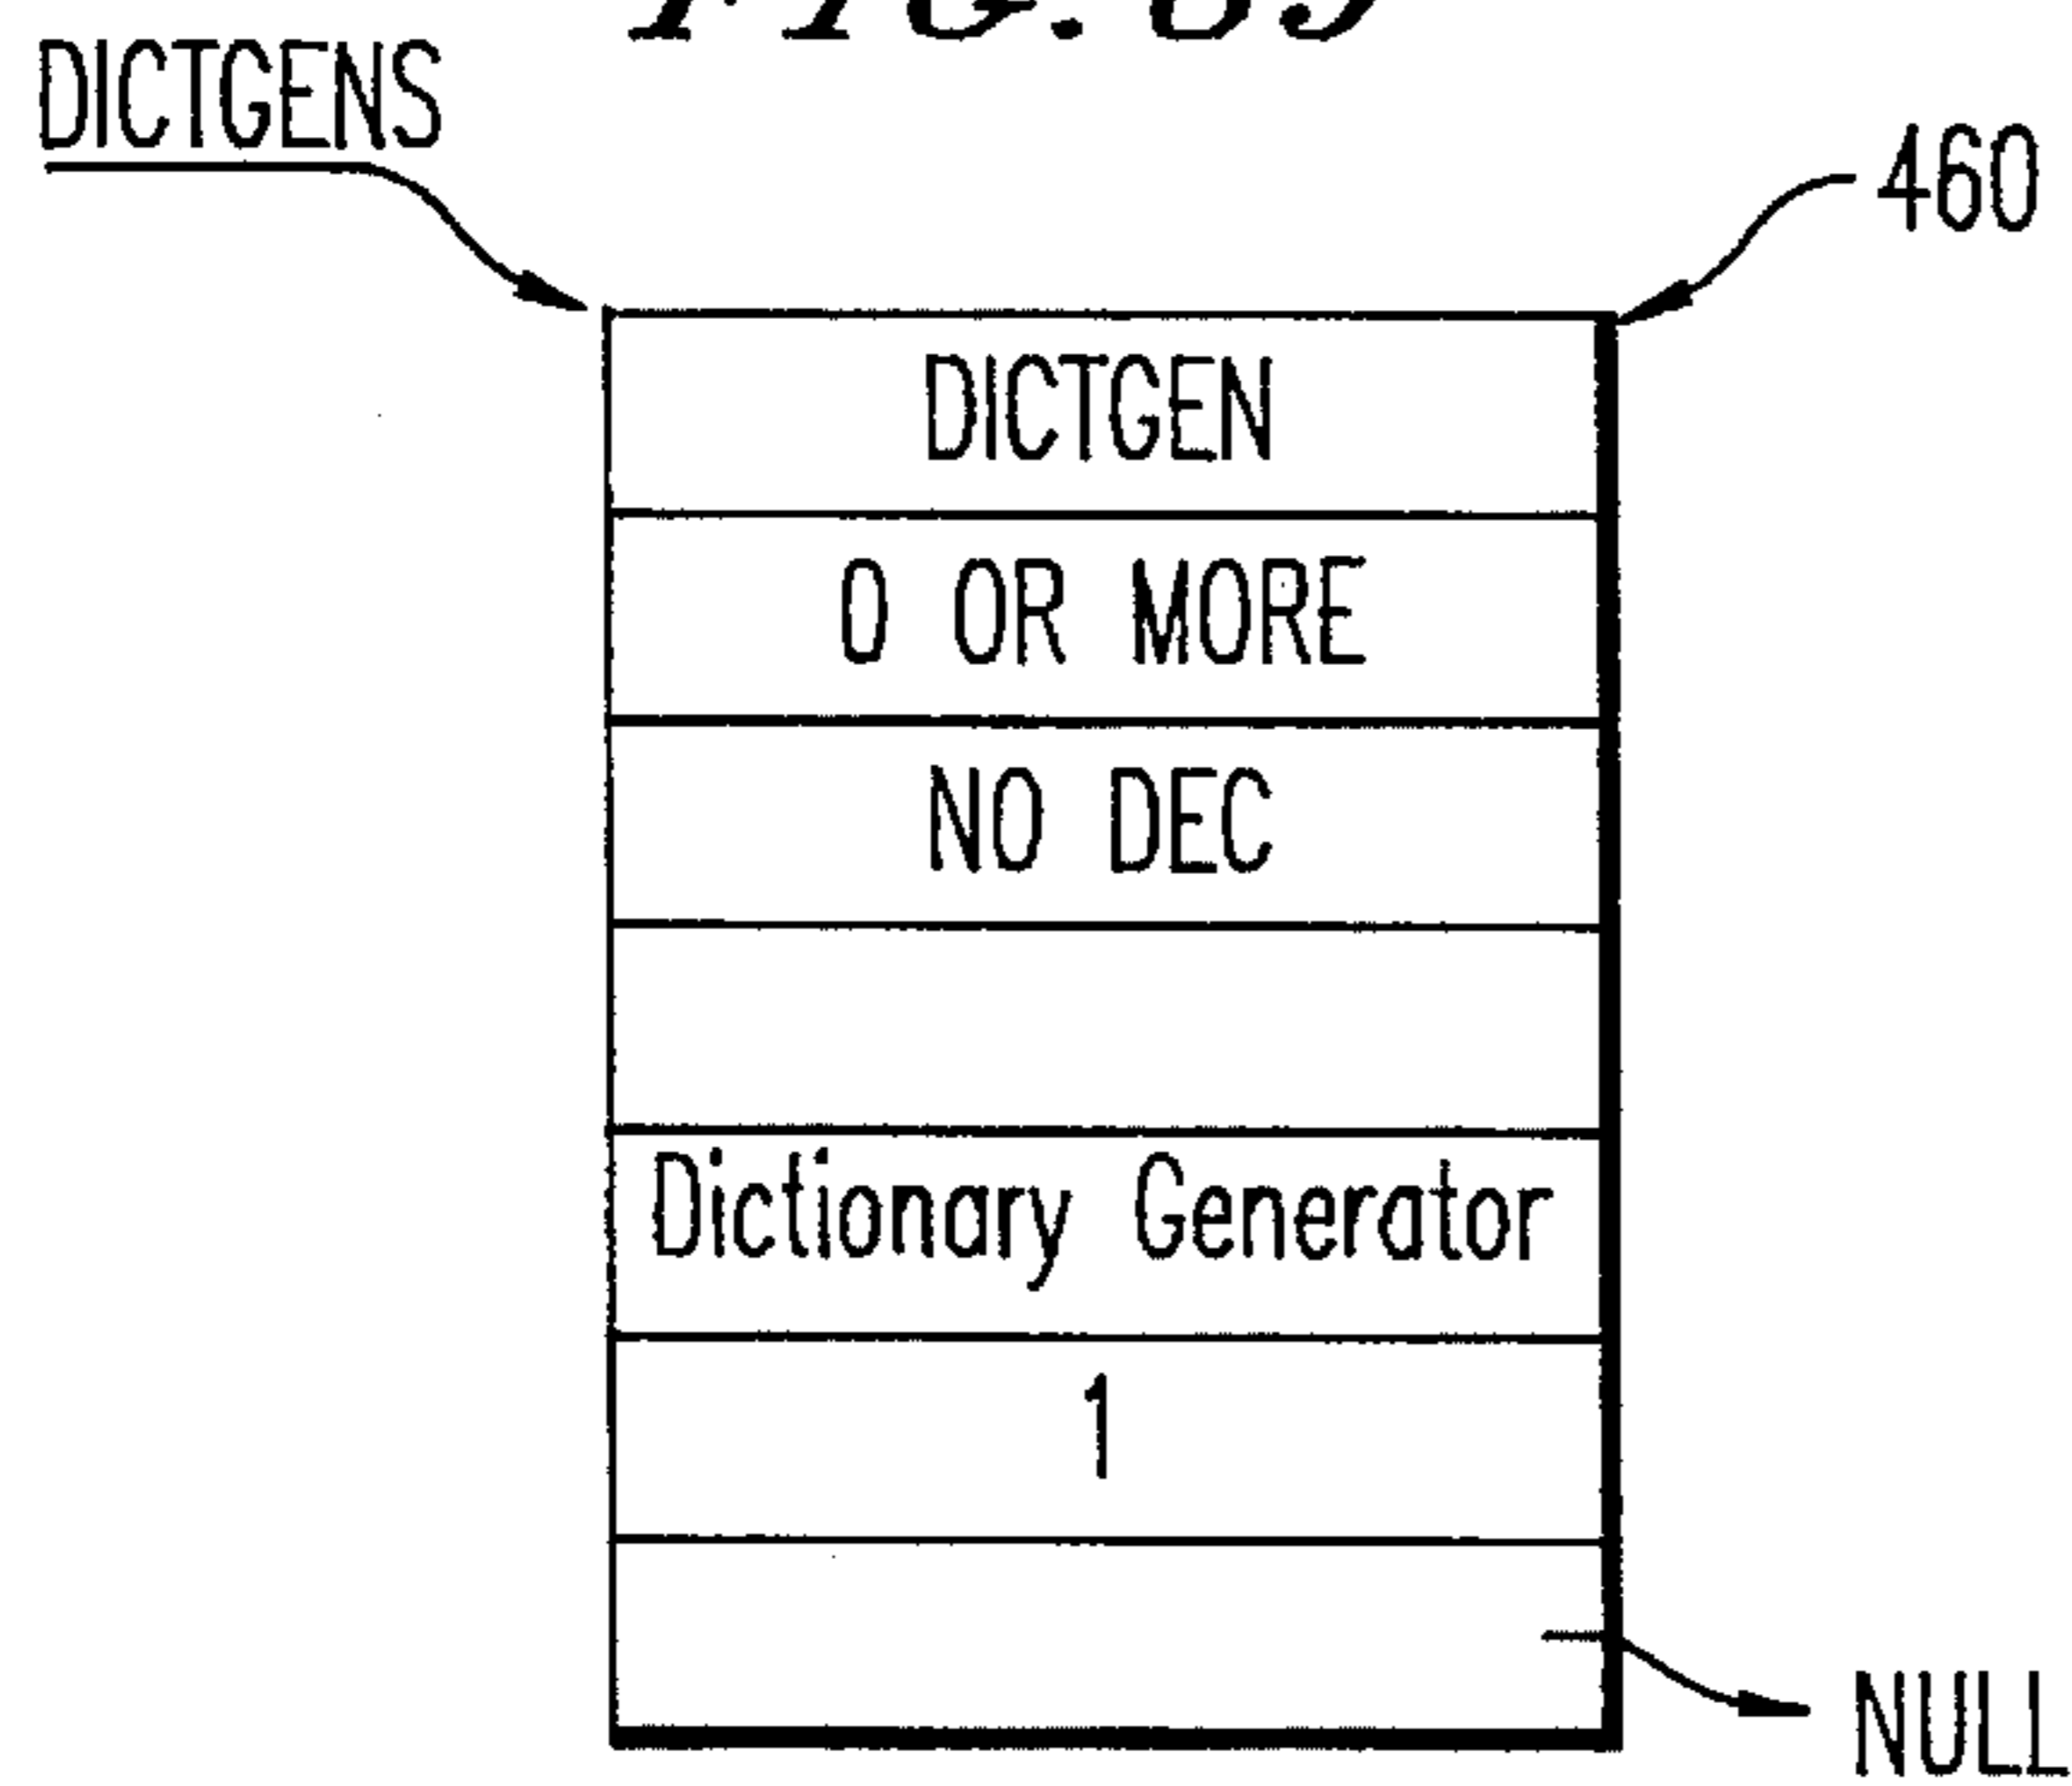 DICTGENS
460
DICTGEN
0 OR MORE
NO DEC
Dictionary Generator
1
NULL